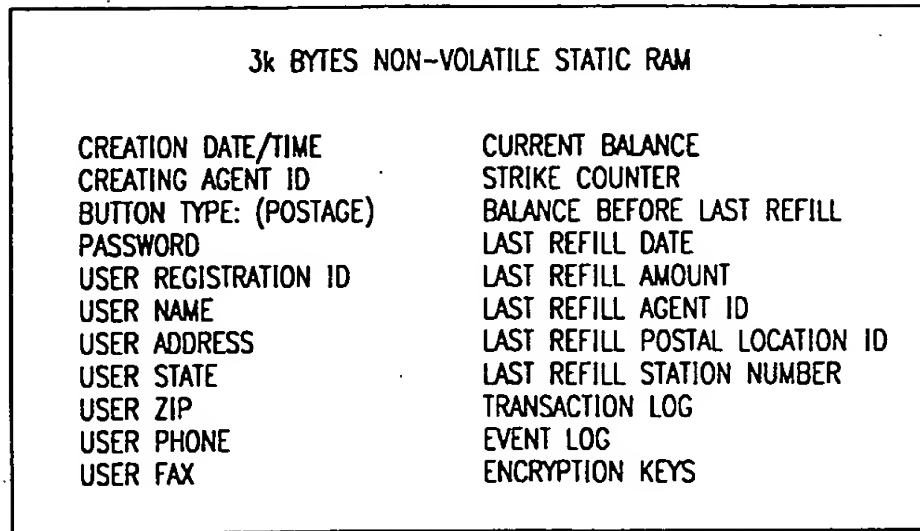 3k BYTES NON-VOLATILE STATIC RAM
CREATION DATE/TIME
CREATING AGENT ID
BUTTON TYPE: (POSTAGE)
PASSWORD
USER REGISTRATION ID
USER NAME
USER ADDRESS
USER STATE
USER ZIP
USER PHONE
USER FAX
CURRENT BALANCE
STRIKE COUNTER
BALANCE BEFORE LAST REFILL
LAST REFILL DATE
LAST REFILL AMOUNT
LAST REFILL AGENT ID
LAST REFILL POSTAL LOCATION ID
LAST REFILL STATION NUMBER
TRANSACTION LOG
EVENT LOG
ENCRYPTION KEYS